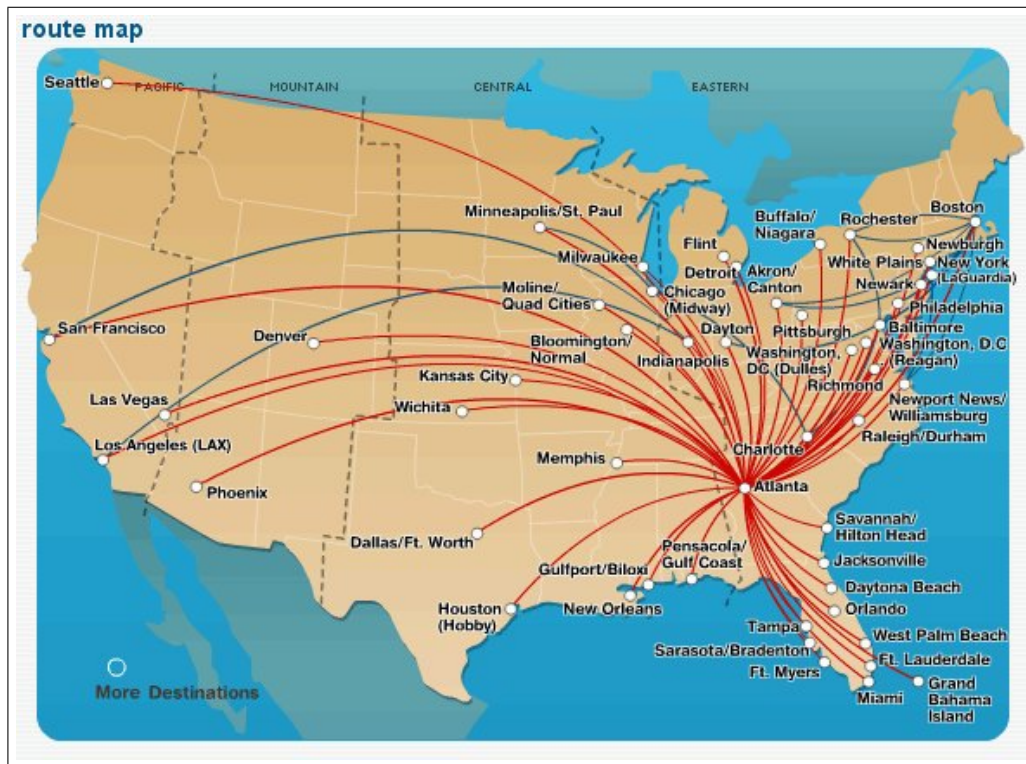 route map
PACIFIC
MOUNTAIN
CENTRAL
EASTERN
Seattle
Minneapolis/St. Paul
Buffalo/
Niagara
Rochester
Boston
Flint
Milwaukee
Detroit
Akron/
Canton
White Plains
Newburgh
New York
(LaGuardia)
Newark
Moline/
Quad Cities
Chicago
(Midway)
Philadelphia
San Francisco
Denver
Bloomington/
Normal
Indianapolis
Dayton
Pittsburgh
Baltimore
Washington,
DC (Dulles)
Washington, D.C
(Reagan)
Kansas City
Richmond
Las Vegas
Wichita
Newport News/
Williamsburg
Los Angeles (LAX)
Charlotte
Raleigh/Durham
Memphis
Phoenix
Atlanta
Dallas/Ft. Worth
Savannah/
Hilton Head
Pensacola/
Gulf Coast
Gulfport/Biloxi
Jacksonville
Daytona Beach
Houston
(Hobby)
New Orleans
Orlando
Tampa
West Palm Beach
Sarasota/Bradenton
Ft. Lauderdale
Ft. Myers
Miami
Grand
Bahama
Island
More Destinations